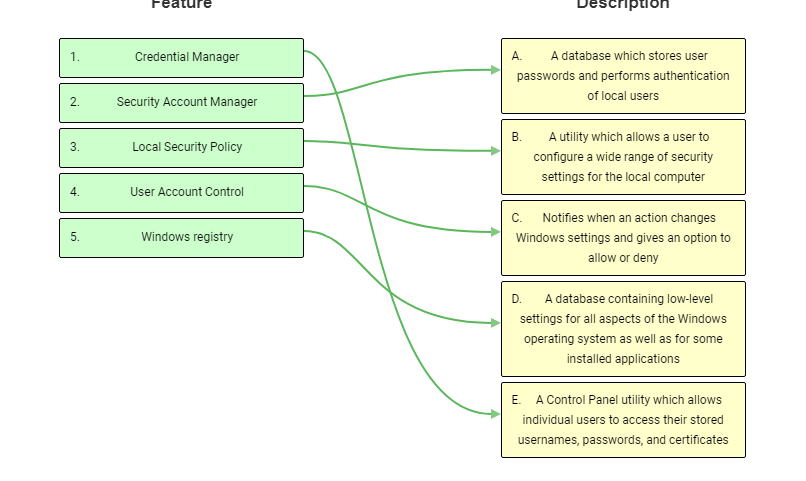 Feature
Description
1. Credential Manager
2. Security Account Manager
3. Local Security Policy
4. User Account Control
5. Windows registry
A. A database which stores user
passwords and performs authentication
of local users
B. A utility which allows a user to
configure a wide range of security
settings for the local computer
C. Notifies when an action changes
Windows settings and gives an option to
allow or deny
D. A database containing low-level
settings for all aspects of the Windows
operating system as well as for some
installed applications
E. A Control Panel utility which allows
individual users to access their stored
usernames, passwords, and certificates